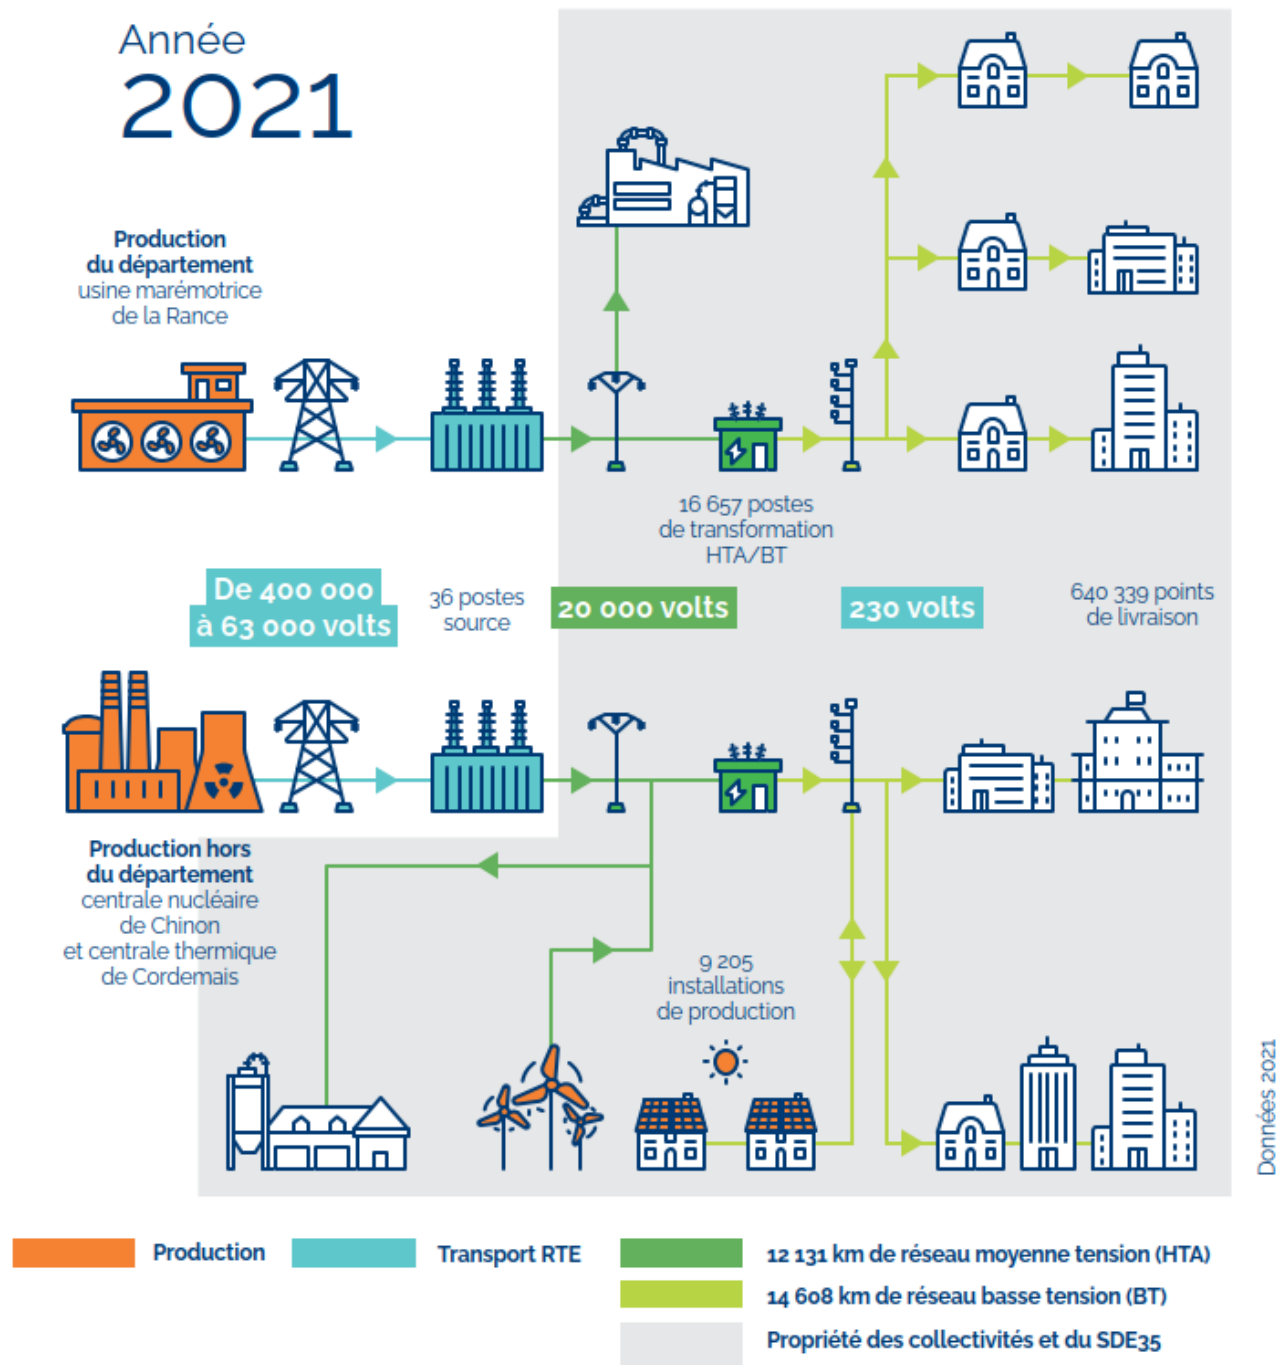 Année
2021
Production
du département
usine marémotrice
de la Rance
16 657 postes
de transformation
HTA/BT
De 400 000
à 63 000 volts
36 postes
source
20 000 volts
230 volts
640 339 points
de livraison
Production hors
du département
centrale nucléaire
de Chinon
et centrale thermique
de Cordemais
9 205
installations
de production
Données 2021
Production
Transport RTE
12 131 km de réseau moyenne tension (HTA)
14 608 km de réseau basse tension (BT)
Propriété des collectivités et du SDE35